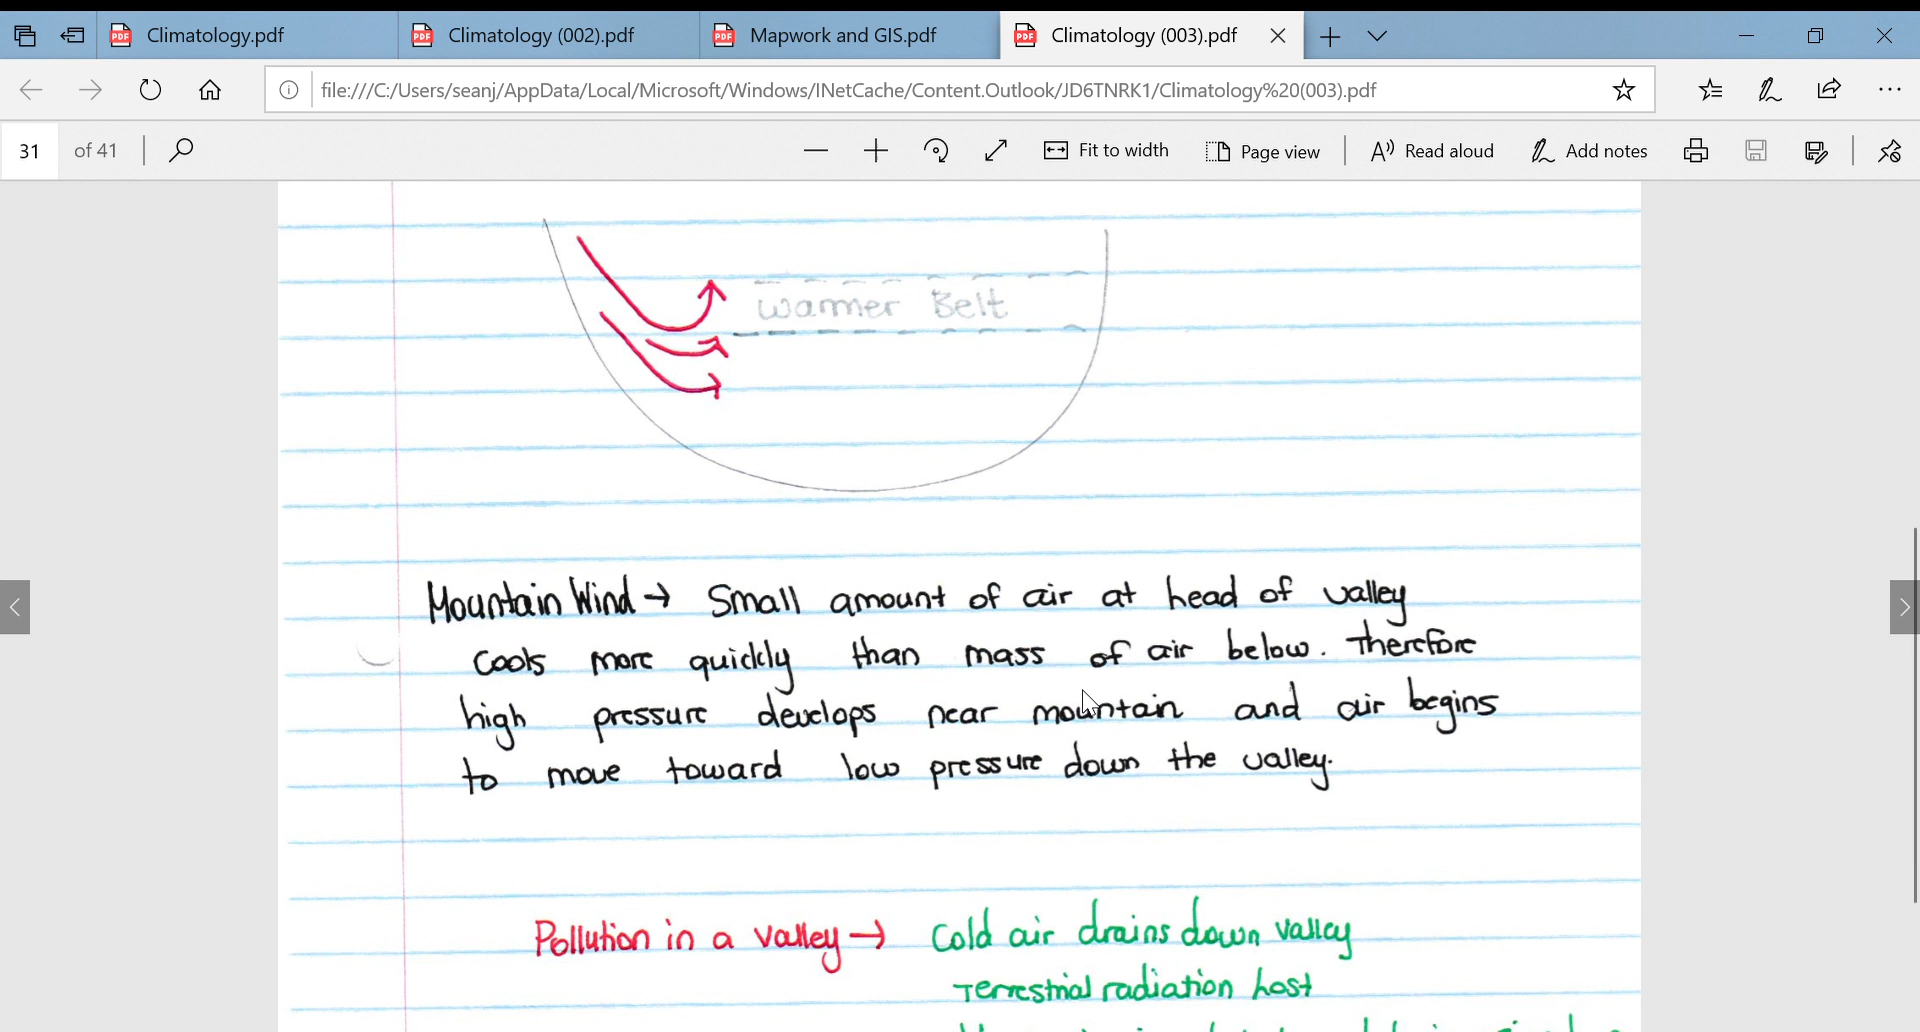 Climatology.pdf
Climatology (002).pdf
Mapwork and GIS.pdf
Climatology (003).pdf
file:///C:/Users/seanj/AppData/Local/Microsoft/Windows/INetCache/Content.Outlook/JD6TNRK1/Climatology%20(003).pdf
31 of 41
Fit to width
Page view
Read aloud
Add notes
Warmer Belt
Mountain Wind → Small amount of air at head of valley
cools more quickly than mass of air below. Therefore
high pressure develops near mountain and air begins
to move toward low pressure down the valley.
Pollution in a valley → Cold air drains down valley
Terrestrial radiation host